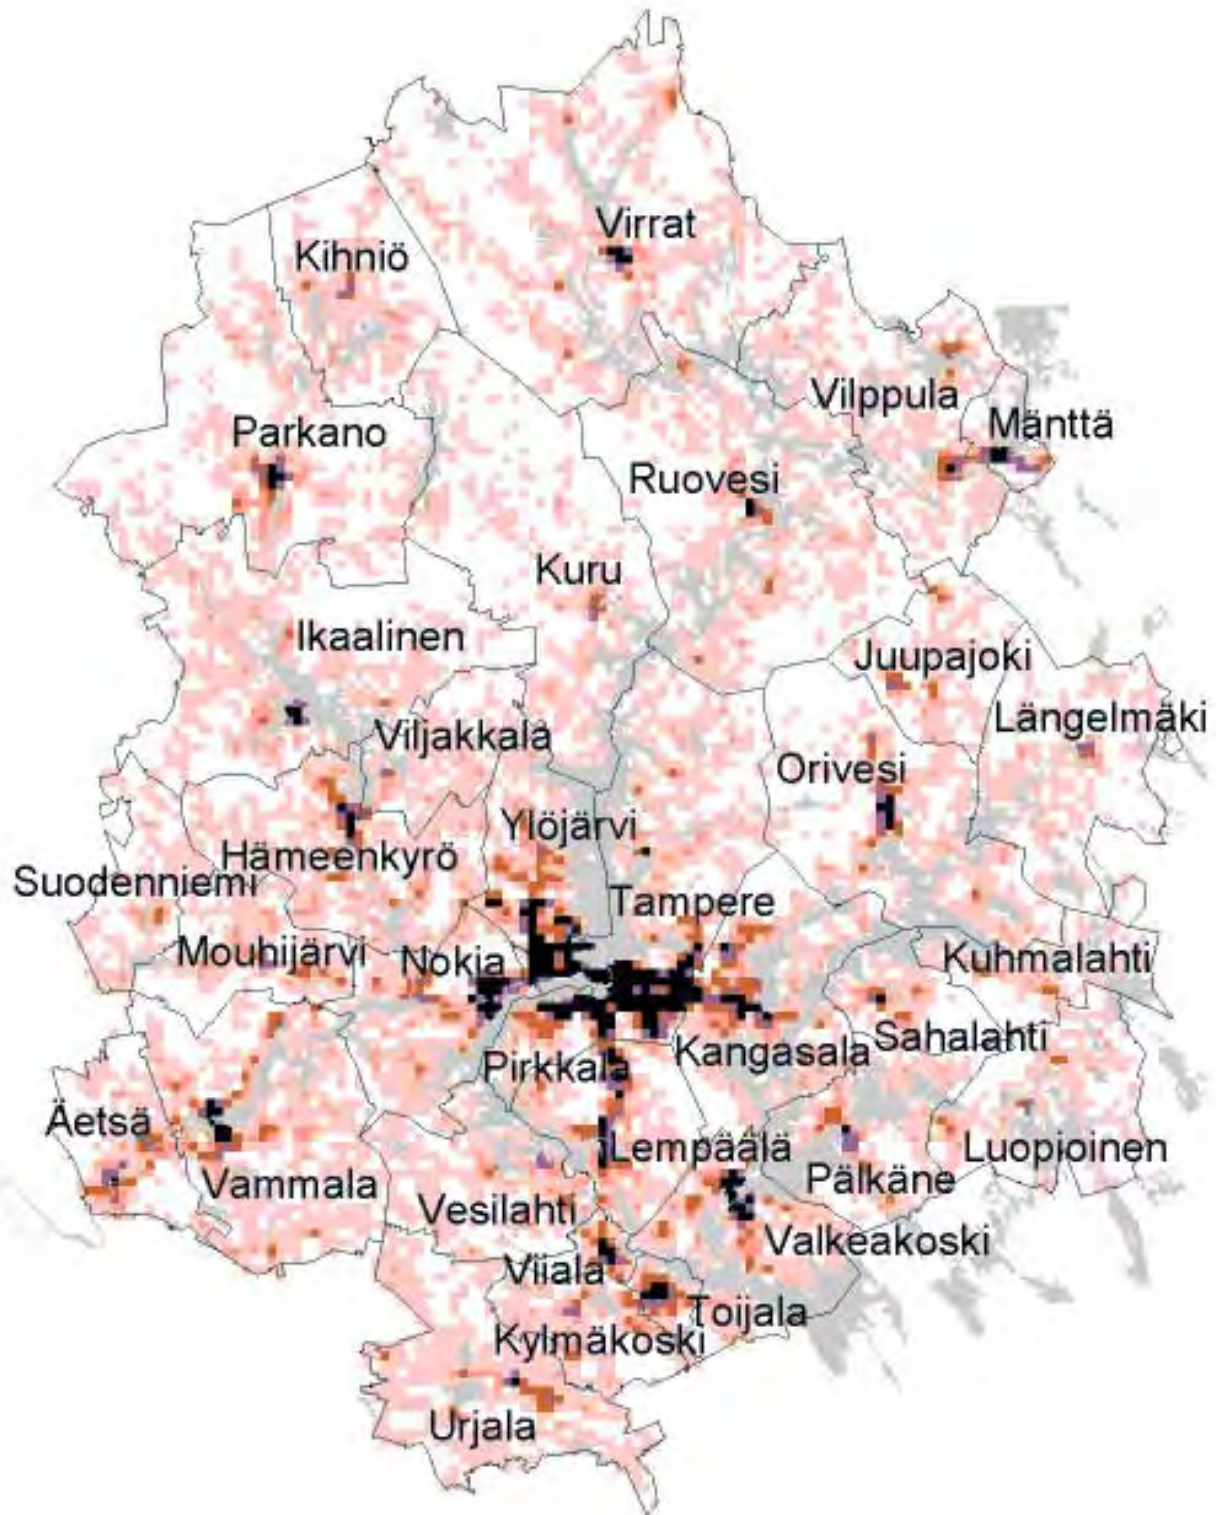 Virrat
Kihniö
Vilppula
Mänttä
Parkano
Ruovesi
Kuru
Ikaalinen
Juupajoki
Längelmäki
Viljakkala
Orivesi
Ylöjärvi
Hämeenkyrö
Suodenniemi
Tampere
Mouhijärvi
Nokia
Kuhmalahti
Sahalahti
Kangasala
Pirkkala
Äetsä
Lempäälä
Luopioinen
Vammala
Pälkäne
Vesilahti
Valkeakoski
Viiala
Toijala
Kylmäkoski
Urjala